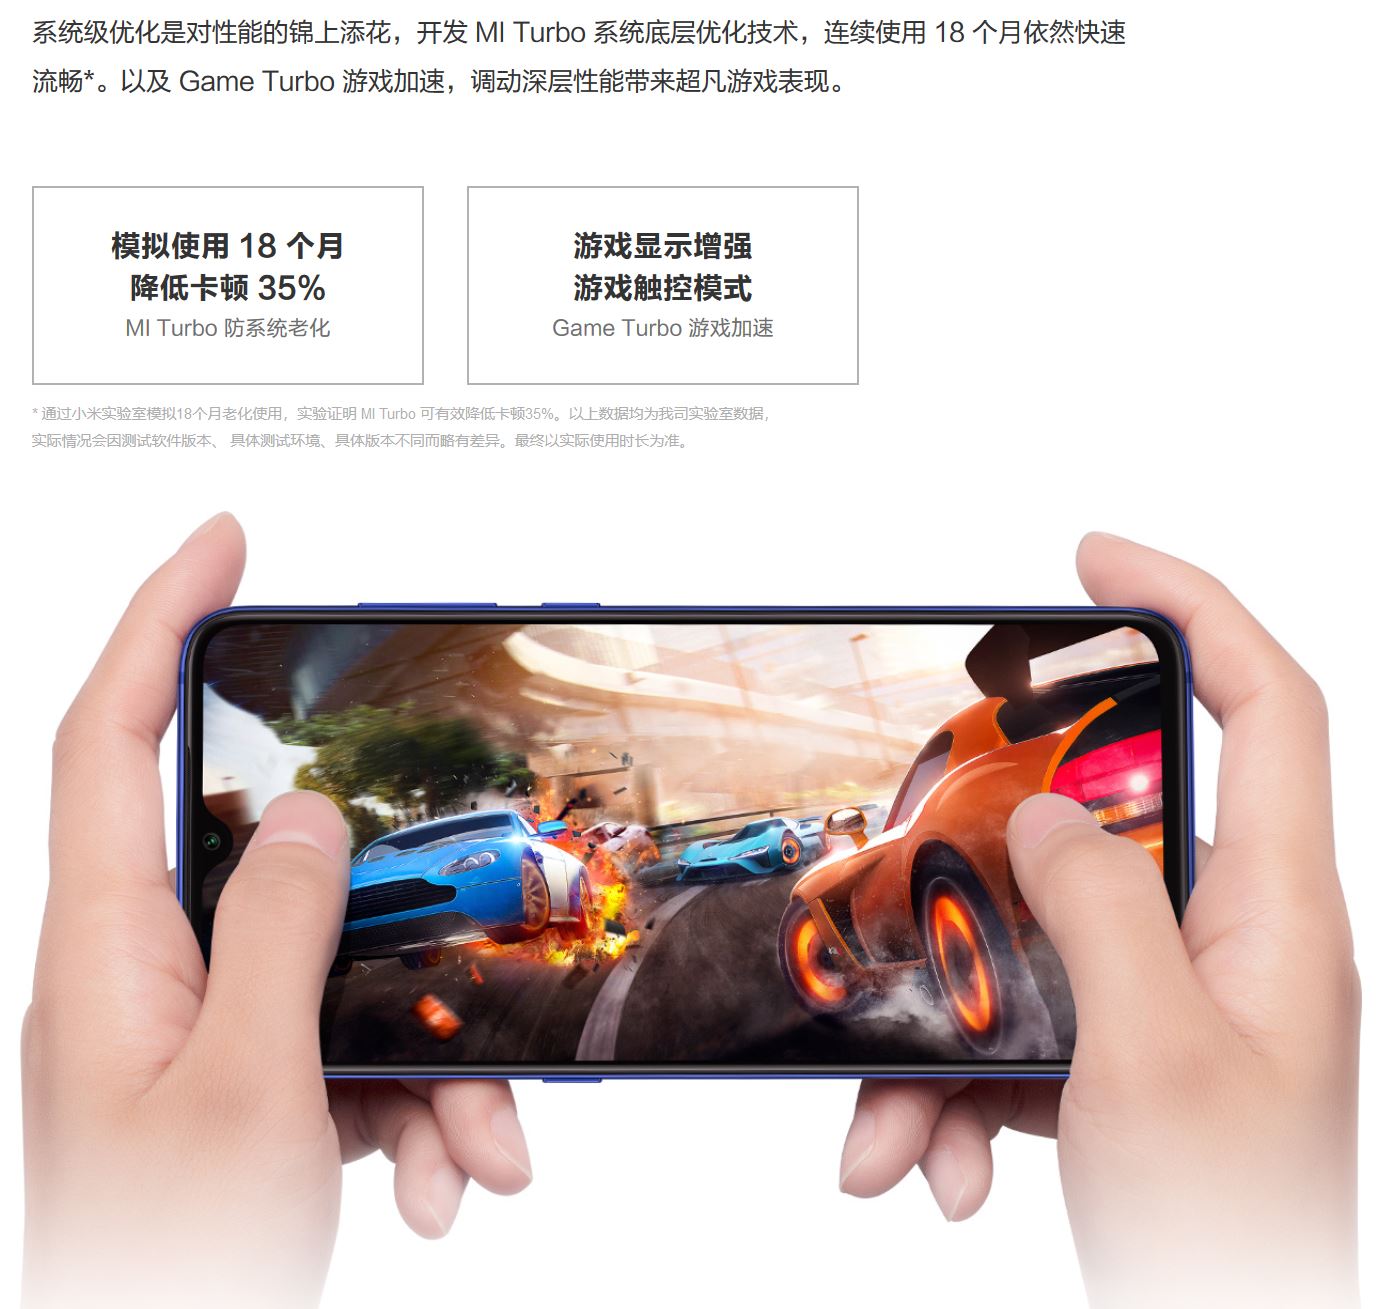 系统级优化是对性能的锦上添花，开发 MI Turbo 系统底层优化技术，连续使用 18 个月依然快速
流畅*。以及 Game Turbo 游戏加速，调动深层性能带来超凡游戏表现。
模拟使用 18 个月
降低卡顿 35%
MI Turbo 防系统老化
游戏显示增强
游戏触控模式
Game Turbo 游戏加速
* 通过小米实验室模拟18个月老化使用，实验证明 MI Turbo 可有效降低卡顿35%。以上数据均为我司实验室数据，
实际情况会因测试软件版本、 具体测试环境、具体版本不同而略有差异。最终以实际使用时长为准。